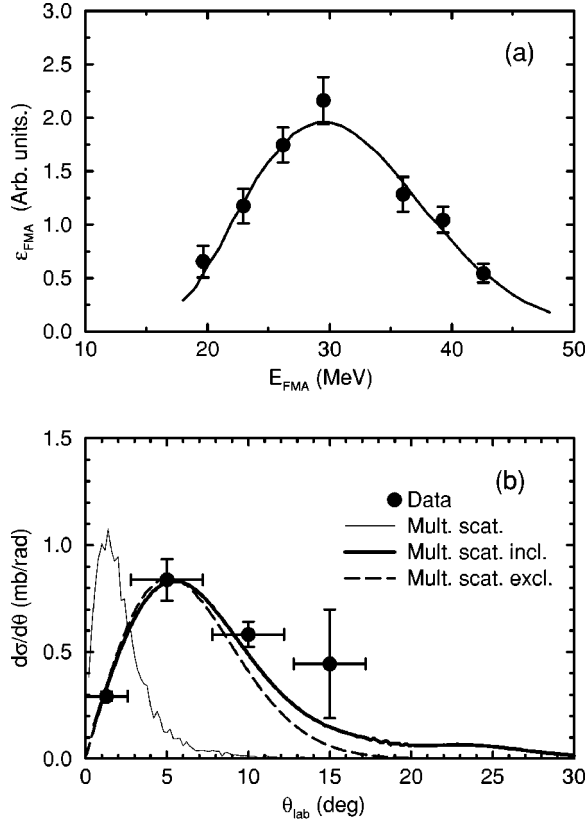 3.0
(a)
2.5
2.0
1.5
1.0
0.5
0.0
ε_FMA (Arb. units.)
10 20 30 40 50
E_FMA (MeV)
1.5
(b)
Data
Mult. scat.
Mult. scat. incl.
Mult. scat. excl.
1.0
0.5
0.0
dσ/dθ (mb/rad)
0 5 10 15 20 25 30
θ_lab (deg)